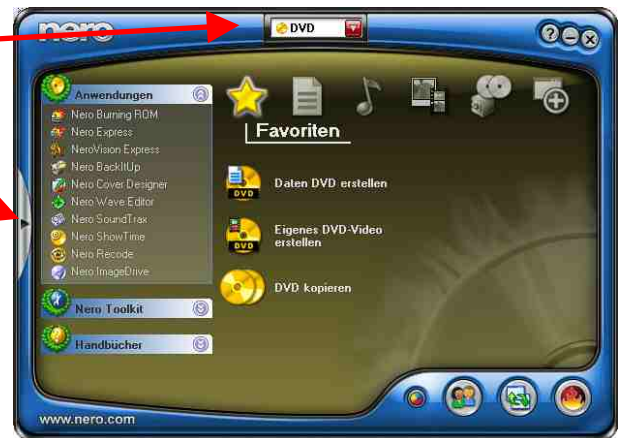 nero
DVD
Anwendungen
Nero Burning ROM
Nero Express
NeroVision Express
Nero BackItUp
Nero Cover Designer
Nero Wave Editor
Nero SoundTrax
Nero ShowTime
Nero Recode
Nero ImageDrive
Nero Toolkit
Handbücher
Favoriten
DVD
Daten DVD erstellen
DVD
Eigenes DVD-Video
erstellen
DVD kopieren
www.nero.com